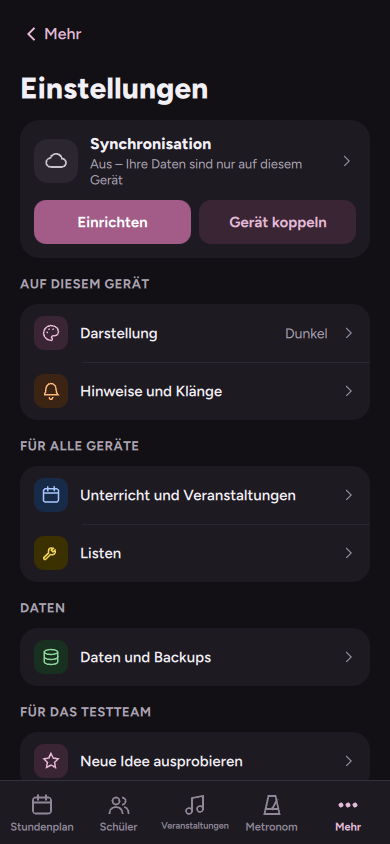 Mehr
Einstellungen
Synchronisation
Aus – Ihre Daten sind nur auf diesem
Gerät
Einrichten
Gerät koppeln
AUF DIESEM GERÄT
Darstellung
Dunkel
Hinweise und Klänge
FÜR ALLE GERÄTE
Unterricht und Veranstaltungen
Listen
DATEN
Daten und Backups
FÜR DAS TESTTEAM
Neue Idee ausprobieren
Stundenplan
Schüler
Veranstaltungen
Metronom
Mehr